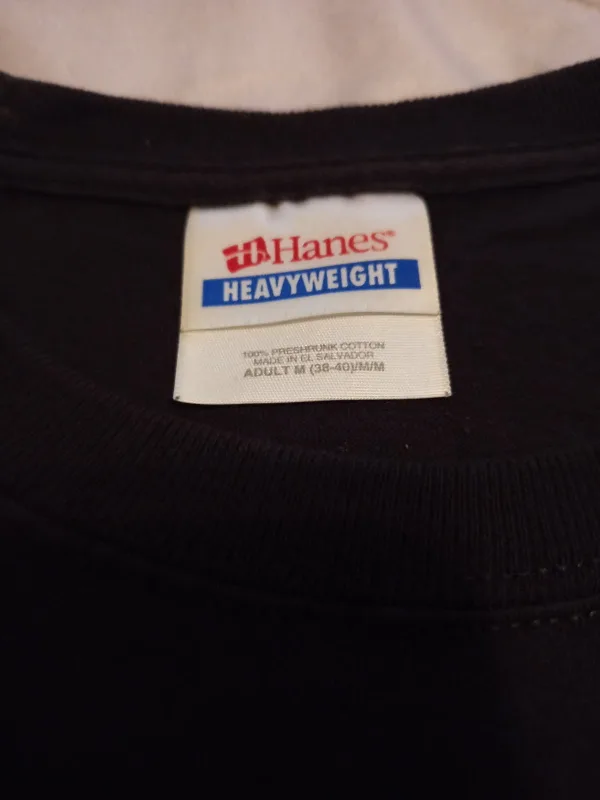 Hanes®
HEAVYWEIGHT
100% PRESHRUNK COTTON
MADE IN EL SALVADOR
ADULT M (38-40)/M/M